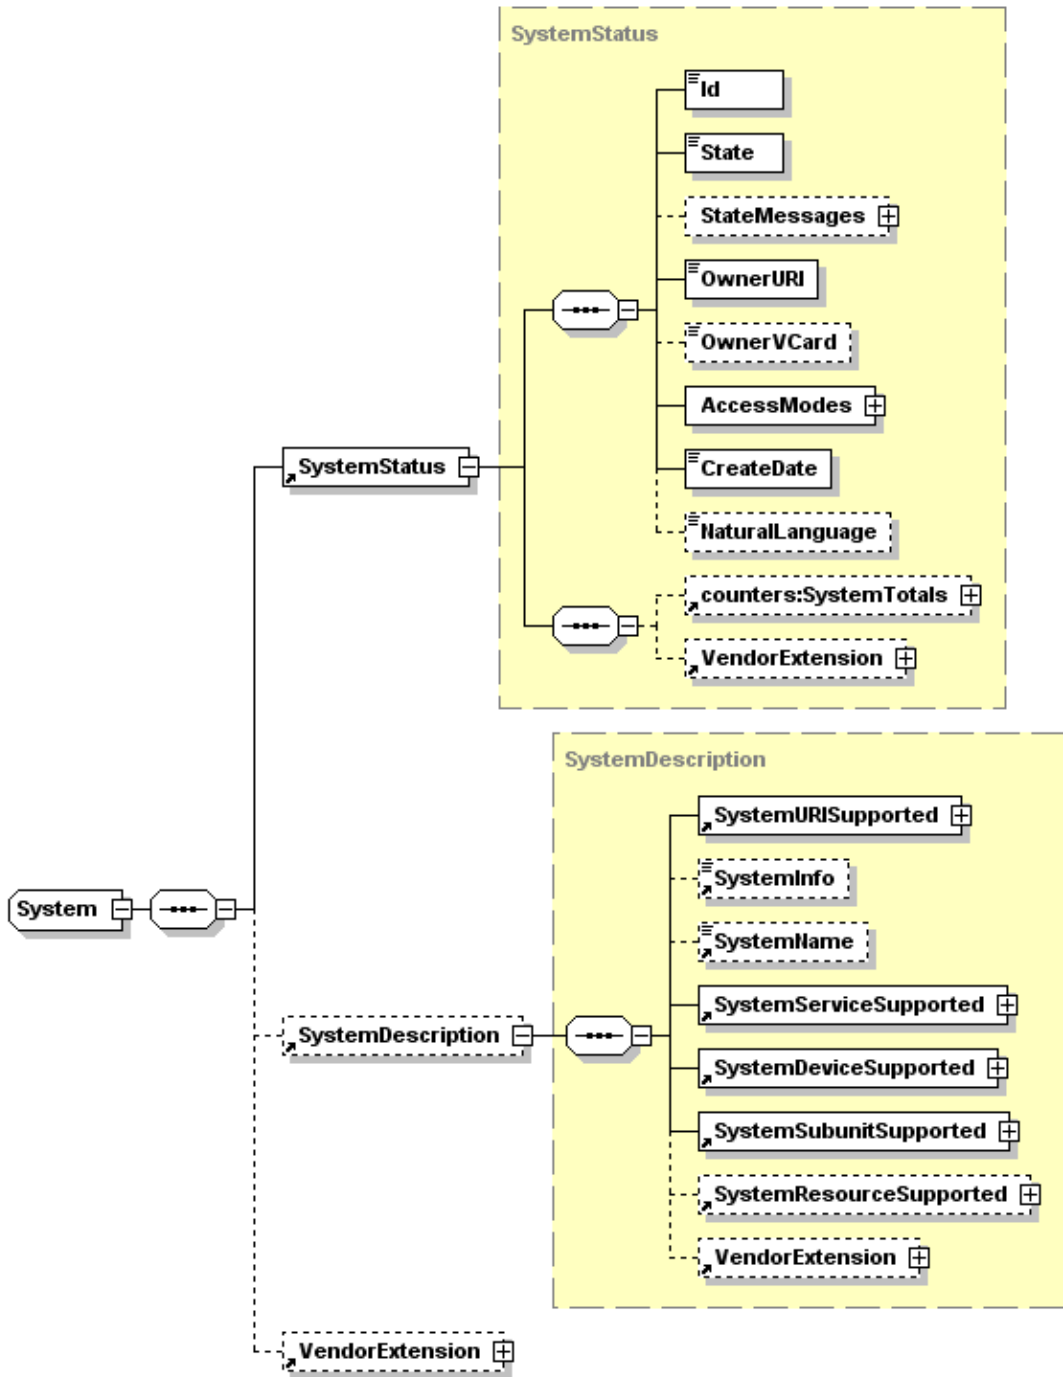 SystemStatus
Id
State
StateMessages
OwnerURI
OwnerVCard
AccessModes
SystemStatus
CreateDate
NaturalLanguage
counters:SystemTotals
VendorExtension
SystemDescription
SystemURISupported
SystemInfo
System
SystemName
SystemServiceSupported
SystemDescription
SystemDeviceSupported
SystemSubunitSupported
SystemResourceSupported
VendorExtension
VendorExtension